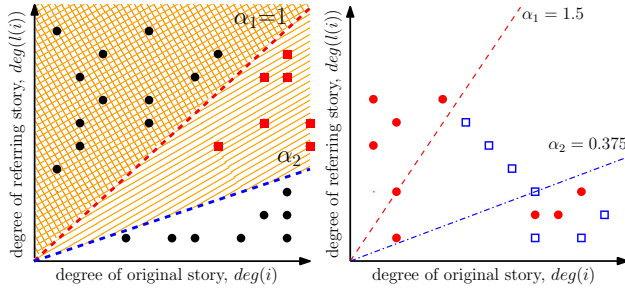 degree of referring story, deg(l(i))
α₁=1
α₂
degree of original story, deg(i)
degree of referring story, deg(l(i))
α₁ = 1.5
α₂ = 0.375
degree of original story, deg(i)